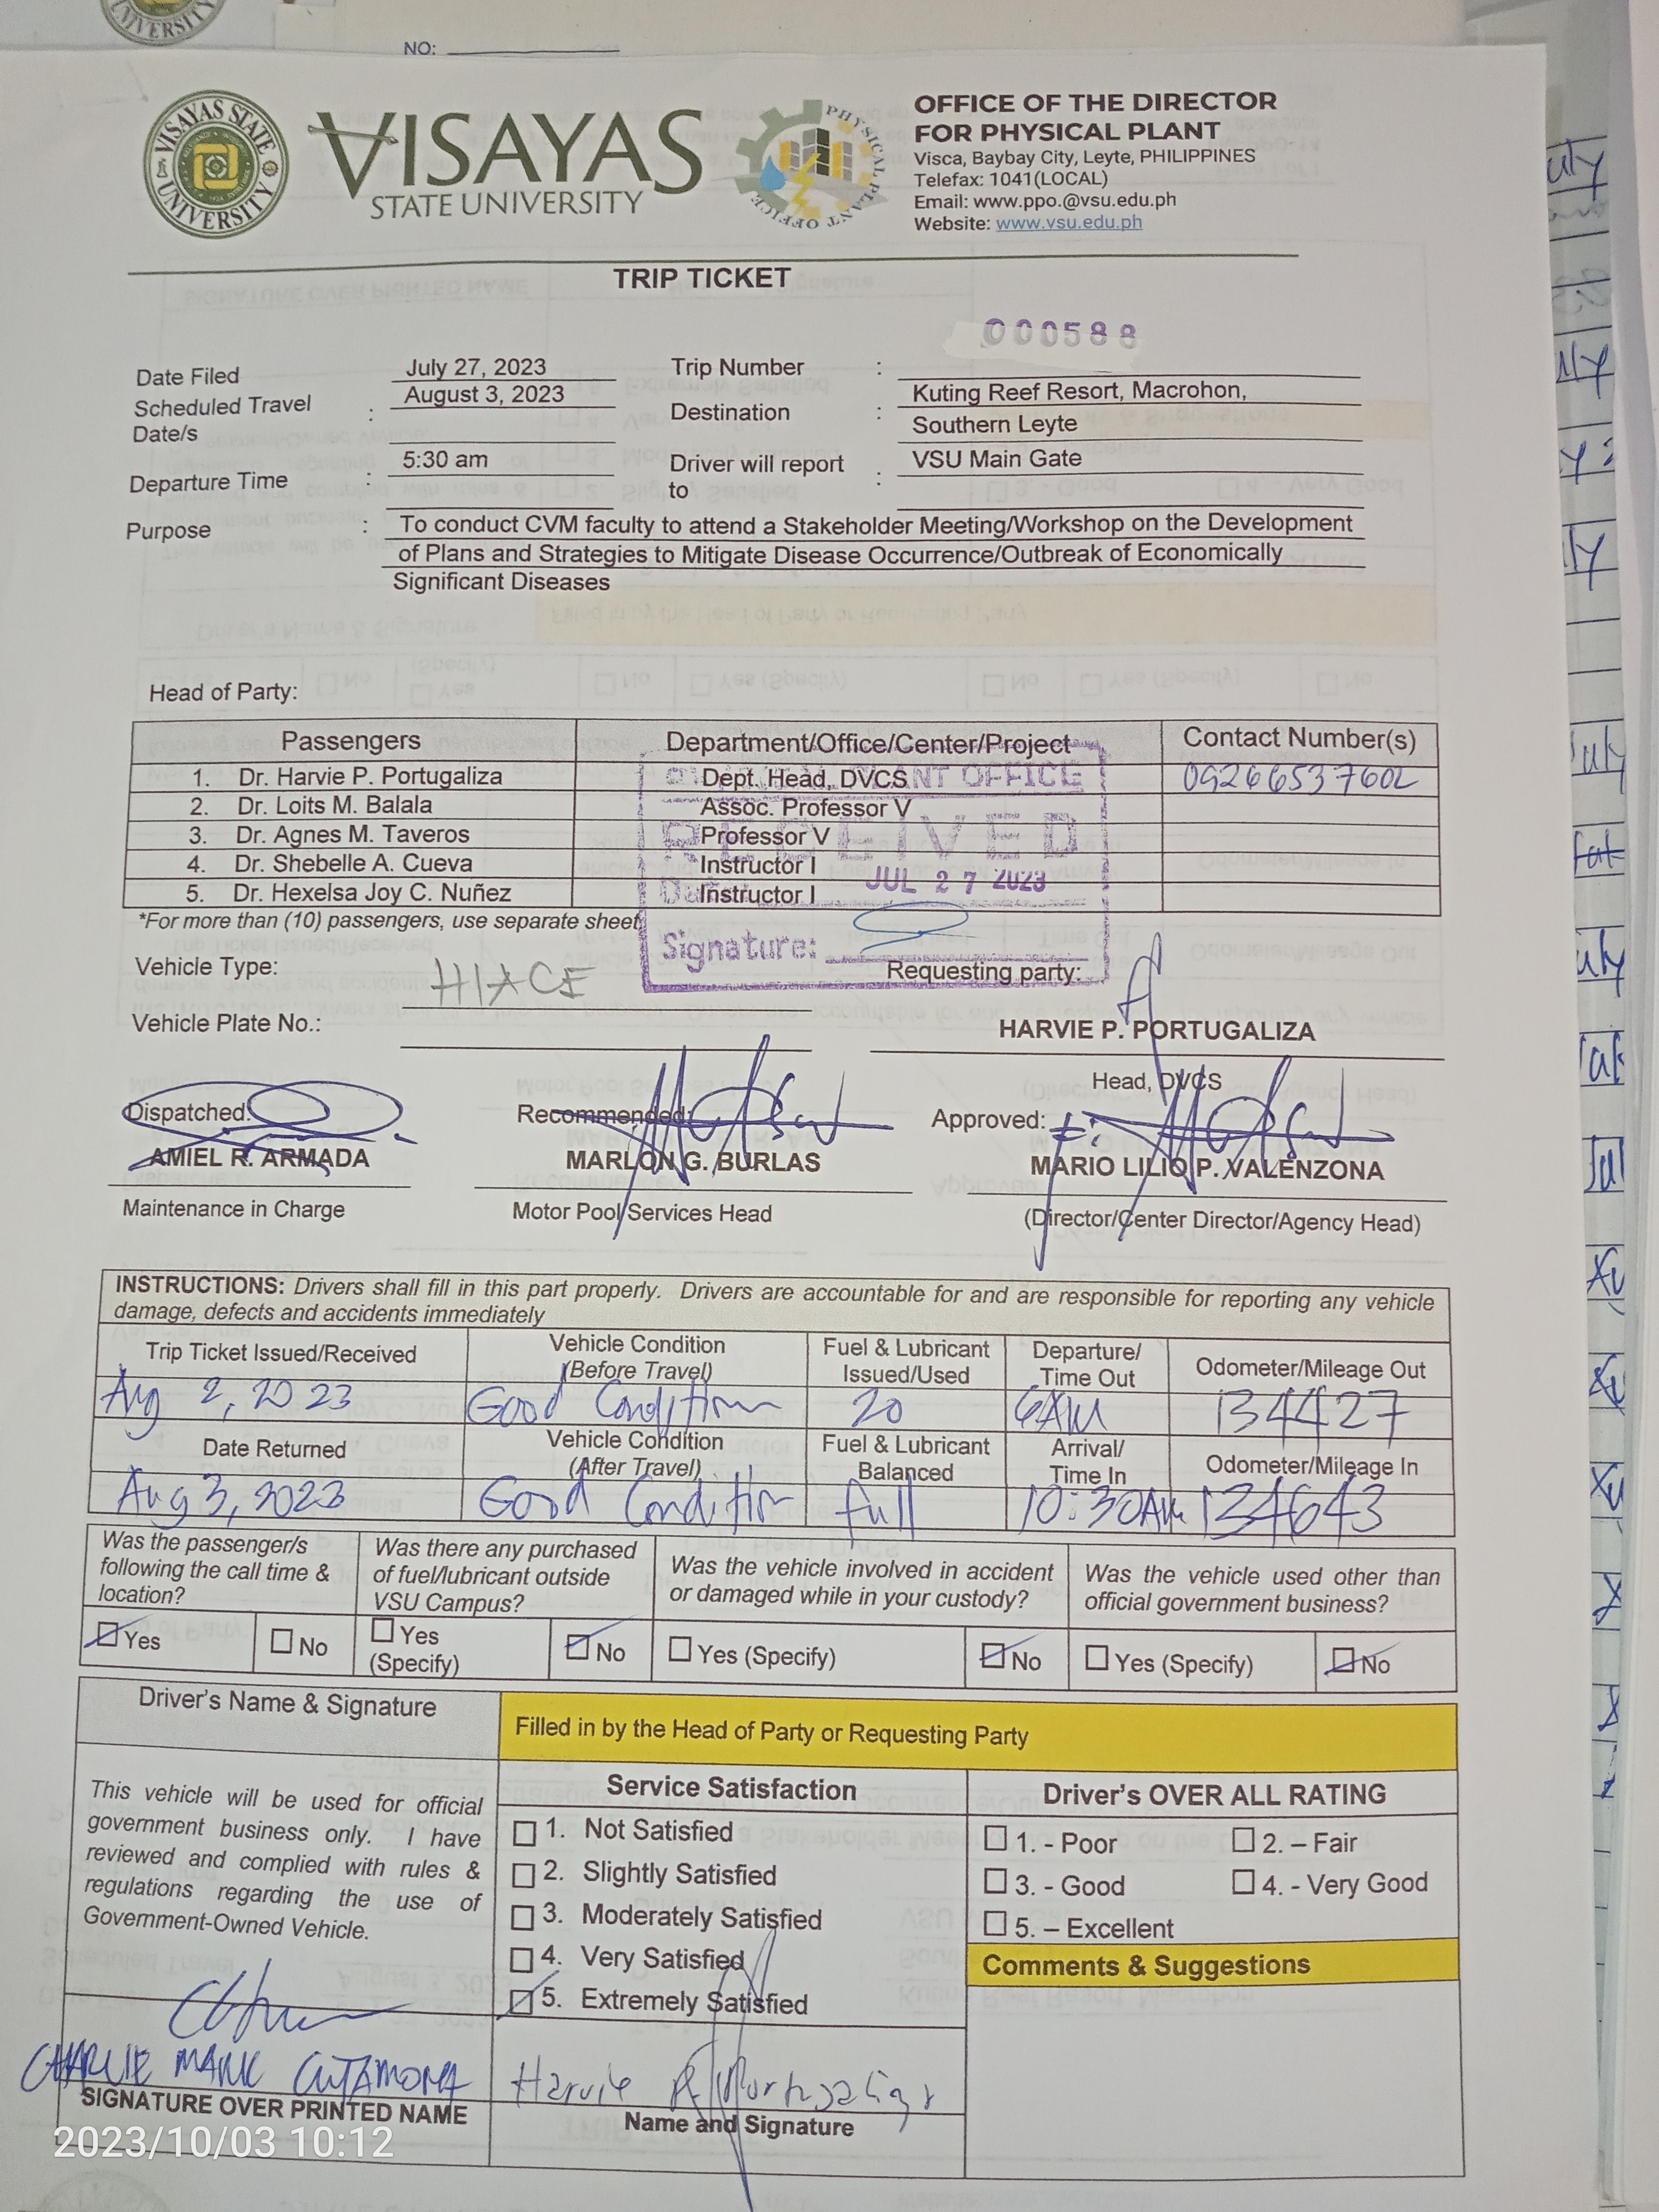 UNIVERSITY
NO:
VISAYAS STATE UNIVERSITY
VISAYAS
STATE UNIVERSITY
PHYSICAL PLANT OFFICE
OFFICE OF THE DIRECTOR
FOR PHYSICAL PLANT
Visca, Baybay City, Leyte, PHILIPPINES
Telefax: 1041(LOCAL)
Email: www.ppo.@vsu.edu.ph
Website: www.vsu.edu.ph
TRIP TICKET
000588
Date Filed July 27, 2023 Trip Number :
Scheduled Travel Date/s : August 3, 2023 Destination : Kuting Reef Resort, Macrohon,
Southern Leyte
Departure Time : 5:30 am Driver will report to : VSU Main Gate
Purpose : To conduct CVM faculty to attend a Stakeholder Meeting/Workshop on the Development
of Plans and Strategies to Mitigate Disease Occurrence/Outbreak of Economically
Significant Diseases
Head of Party:
Passengers Department/Office/Center/Project Contact Number(s)
1. Dr. Harvie P. Portugaliza Dept. Head, DVCS 09266537602
2. Dr. Loits M. Balala Assoc. Professor V
3. Dr. Agnes M. Taveros Professor V
4. Dr. Shebelle A. Cueva Instructor I
5. Dr. Hexelsa Joy C. Nuñez Instructor I
PLANT OFFICE
RECEIVED
JUL 27 2023
Signature:
*For more than (10) passengers, use separate sheet
Vehicle Type: HIACE Requesting party:
Vehicle Plate No.: HARVIE P. PORTUGALIZA
Head, DVCS
Dispatched: Recommended: Approved:
AMIEL R. ARMADA MARLON G. BURLAS MARIO LILIO P. VALENZONA
Maintenance in Charge Motor Pool Services Head (Director/Center Director/Agency Head)
INSTRUCTIONS: Drivers shall fill in this part properly. Drivers are accountable for and are responsible for reporting any vehicle
damage, defects and accidents immediately
Trip Ticket Issued/Received Vehicle Condition (Before Travel) Fuel & Lubricant Issued/Used Departure/ Time Out Odometer/Mileage Out
Aug 2, 2023 Good Condition 20 6AM 134427
Date Returned Vehicle Condition (After Travel) Fuel & Lubricant Balanced Arrival/ Time In Odometer/Mileage In
Aug 3, 2023 Good Condition full 10:30AM 134643
Was the passenger/s following the call time & location? Was there any purchased of fuel/lubricant outside VSU Campus? Was the vehicle involved in accident or damaged while in your custody? Was the vehicle used other than official government business?
Yes No Yes (Specify) No Yes (Specify) No Yes (Specify) No
Driver's Name & Signature
Filled in by the Head of Party or Requesting Party
This vehicle will be used for official
government business only. I have
reviewed and complied with rules &
regulations regarding the use of
Government-Owned Vehicle.
Service Satisfaction
1. Not Satisfied
2. Slightly Satisfied
3. Moderately Satisfied
4. Very Satisfied
5. Extremely Satisfied
Driver's OVER ALL RATING
1. - Poor 2. – Fair
3. - Good 4. - Very Good
5. – Excellent
Comments & Suggestions
CHARLIE MARK
SIGNATURE OVER PRINTED NAME
Harvie P. Portugaliza
Name and Signature
2023/10/03 10:12